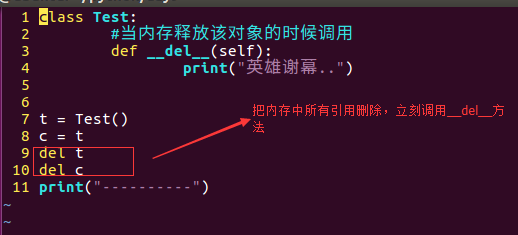 1 class Test:
2 #当内存释放该对象的时候调用
3 def __del__(self):
4 print("英雄谢幕..")
5
6
7 t = Test()
8 c = t
9 del t
10 del c
11 print("----------")
~
~
把内存中所有引用删除，立刻调用__del__方
法